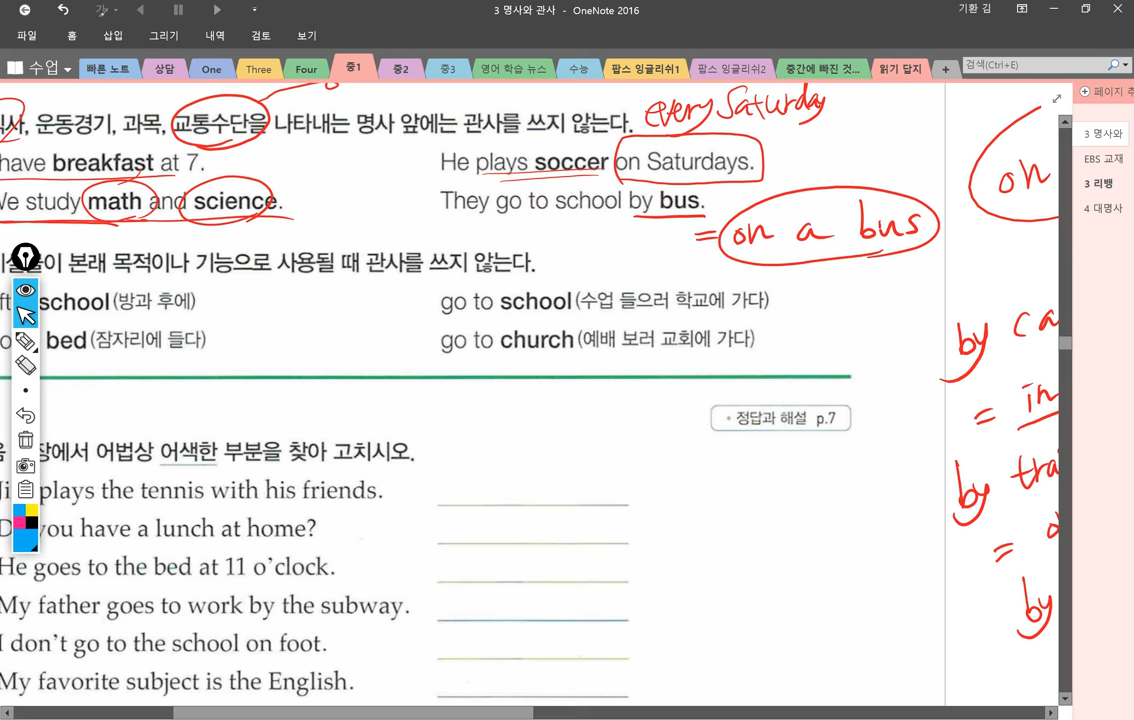 3 명사와 관사 - OneNote 2016
기환 김
파일 홈 삽입 그리기 내역 검토 보기
수업 빠른 노트 상담 One Three Four 중1 중2 중3 영어 학습 뉴스 수능 팝스 잉글리쉬1 팝스 잉글리쉬2 중간에 빠진 것... 읽기 답지 + 검색(Ctrl+E)
페이지 추
3 명사와
EBS 교재
3 리뱅
4 대명사
every Saturday
운동경기, 과목, 교통수단을 나타내는 명사 앞에는 관사를 쓰지 않는다.
have breakfast at 7. He plays soccer on Saturdays.
We study math and science. They go to school by bus.
= on a bus
on
본래 목적이나 기능으로 사용될 때 관사를 쓰지 않는다.
school (방과 후에) go to school (수업 들으러 학교에 가다)
bed (잠자리에 들다) go to church (예배 보러 교회에 가다)
by ca
= in
by tra
=
by
• 정답과 해설 p.7
장에서 어법상 어색한 부분을 찾아 고치시오.
plays the tennis with his friends.
you have a lunch at home?
He goes to the bed at 11 o’clock.
My father goes to work by the subway.
I don’t go to the school on foot.
My favorite subject is the English.